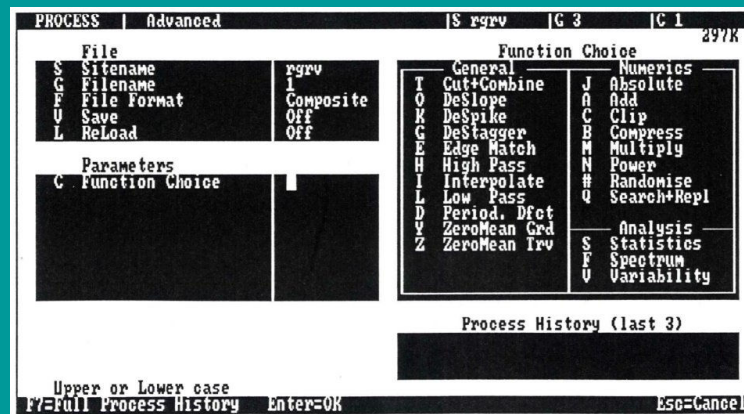 PROCESS | Advanced |S rgrv |G 3 |C 1
297K
File
S Sitename rgrv
G Filename 1
F File Format Composite
V Save Off
L ReLoad Off
Parameters
C Function Choice
Function Choice
General
T Cut+Combine
O DeSlope
K DeSpike
G DeStagger
E Edge Match
H High Pass
I Interpolate
L Low Pass
D Period. Dfct
Y ZeroMean Grd
Z ZeroMean Trv
Numerics
J Absolute
A Add
C Clip
B Compress
M Multiply
N Power
# Randomise
Q Search+Repl
Analysis
S Statistics
F Spectrum
V Variability
Process History (last 3)
Upper or Lower case
F7=Full Process History Enter=OK Esc=Cancel